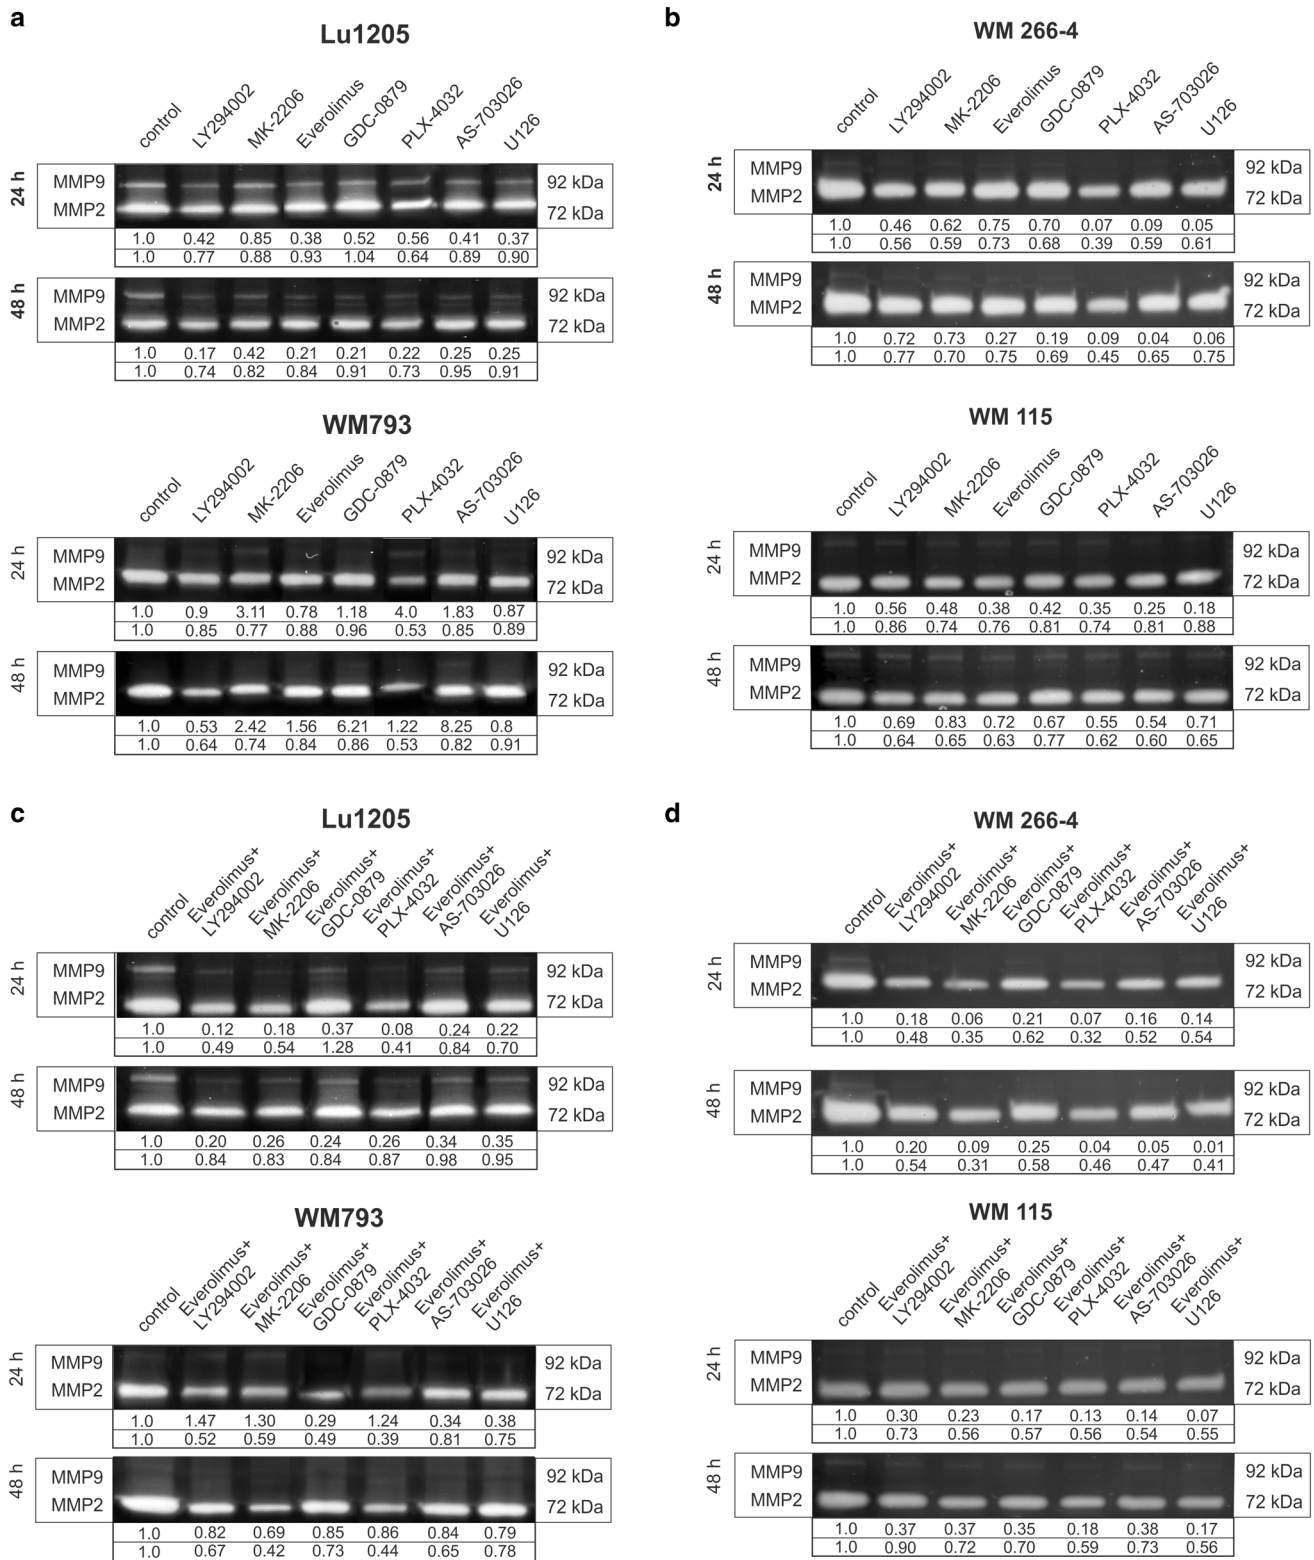 a
Lu1205
control LY294002 MK-2206 Everolimus GDC-0879 PLX-4032 AS-703026 U126
24 h
MMP9 92 kDa
MMP2 72 kDa
1.0 0.42 0.85 0.38 0.52 0.56 0.41 0.37
1.0 0.77 0.88 0.93 1.04 0.64 0.89 0.90
48 h
MMP9 92 kDa
MMP2 72 kDa
1.0 0.17 0.42 0.21 0.21 0.22 0.25 0.25
1.0 0.74 0.82 0.84 0.91 0.73 0.95 0.91
WM793
control LY294002 MK-2206 Everolimus GDC-0879 PLX-4032 AS-703026 U126
24 h
MMP9 92 kDa
MMP2 72 kDa
1.0 0.9 3.11 0.78 1.18 4.0 1.83 0.87
1.0 0.85 0.77 0.88 0.96 0.53 0.85 0.89
48 h
MMP9 92 kDa
MMP2 72 kDa
1.0 0.53 2.42 1.56 6.21 1.22 8.25 0.8
1.0 0.64 0.74 0.84 0.86 0.53 0.82 0.91
b
WM 266-4
control LY294002 MK-2206 Everolimus GDC-0879 PLX-4032 AS-703026 U126
24 h
MMP9 92 kDa
MMP2 72 kDa
1.0 0.46 0.62 0.75 0.70 0.07 0.09 0.05
1.0 0.56 0.59 0.73 0.68 0.39 0.59 0.61
48 h
MMP9 92 kDa
MMP2 72 kDa
1.0 0.72 0.73 0.27 0.19 0.09 0.04 0.06
1.0 0.77 0.70 0.75 0.69 0.45 0.65 0.75
WM 115
control LY294002 MK-2206 Everolimus GDC-0879 PLX-4032 AS-703026 U126
24 h
MMP9 92 kDa
MMP2 72 kDa
1.0 0.56 0.48 0.38 0.42 0.35 0.25 0.18
1.0 0.86 0.74 0.76 0.81 0.74 0.81 0.88
48 h
MMP9 92 kDa
MMP2 72 kDa
1.0 0.69 0.83 0.72 0.67 0.55 0.54 0.71
1.0 0.64 0.65 0.63 0.77 0.62 0.60 0.65
c
Lu1205
control
Everolimus+
LY294002
Everolimus+
MK-2206
Everolimus+
GDC-0879
Everolimus+
PLX-4032
Everolimus+
AS-703026
Everolimus+
U126
24 h
MMP9 92 kDa
MMP2 72 kDa
1.0 0.12 0.18 0.37 0.08 0.24 0.22
1.0 0.49 0.54 1.28 0.41 0.84 0.70
48 h
MMP9 92 kDa
MMP2 72 kDa
1.0 0.20 0.26 0.24 0.26 0.34 0.35
1.0 0.84 0.83 0.84 0.87 0.98 0.95
WM793
control
Everolimus+
LY294002
Everolimus+
MK-2206
Everolimus+
GDC-0879
Everolimus+
PLX-4032
Everolimus+
AS-703026
Everolimus+
U126
24 h
MMP9 92 kDa
MMP2 72 kDa
1.0 1.47 1.30 0.29 1.24 0.34 0.38
1.0 0.52 0.59 0.49 0.39 0.81 0.75
48 h
MMP9 92 kDa
MMP2 72 kDa
1.0 0.82 0.69 0.85 0.86 0.84 0.79
1.0 0.67 0.42 0.73 0.44 0.65 0.78
d
WM 266-4
control
Everolimus+
LY294002
Everolimus+
MK-2206
Everolimus+
GDC-0879
Everolimus+
PLX-4032
Everolimus+
AS-703026
Everolimus+
U126
24 h
MMP9 92 kDa
MMP2 72 kDa
1.0 0.18 0.06 0.21 0.07 0.16 0.14
1.0 0.48 0.35 0.62 0.32 0.52 0.54
48 h
MMP9 92 kDa
MMP2 72 kDa
1.0 0.20 0.09 0.25 0.04 0.05 0.01
1.0 0.54 0.31 0.58 0.46 0.47 0.41
WM 115
control
Everolimus+
LY294002
Everolimus+
MK-2206
Everolimus+
GDC-0879
Everolimus+
PLX-4032
Everolimus+
AS-703026
Everolimus+
U126
24 h
MMP9 92 kDa
MMP2 72 kDa
1.0 0.30 0.23 0.17 0.13 0.14 0.07
1.0 0.73 0.56 0.57 0.56 0.54 0.55
48 h
MMP9 92 kDa
MMP2 72 kDa
1.0 0.37 0.37 0.35 0.18 0.38 0.17
1.0 0.90 0.72 0.70 0.59 0.73 0.56